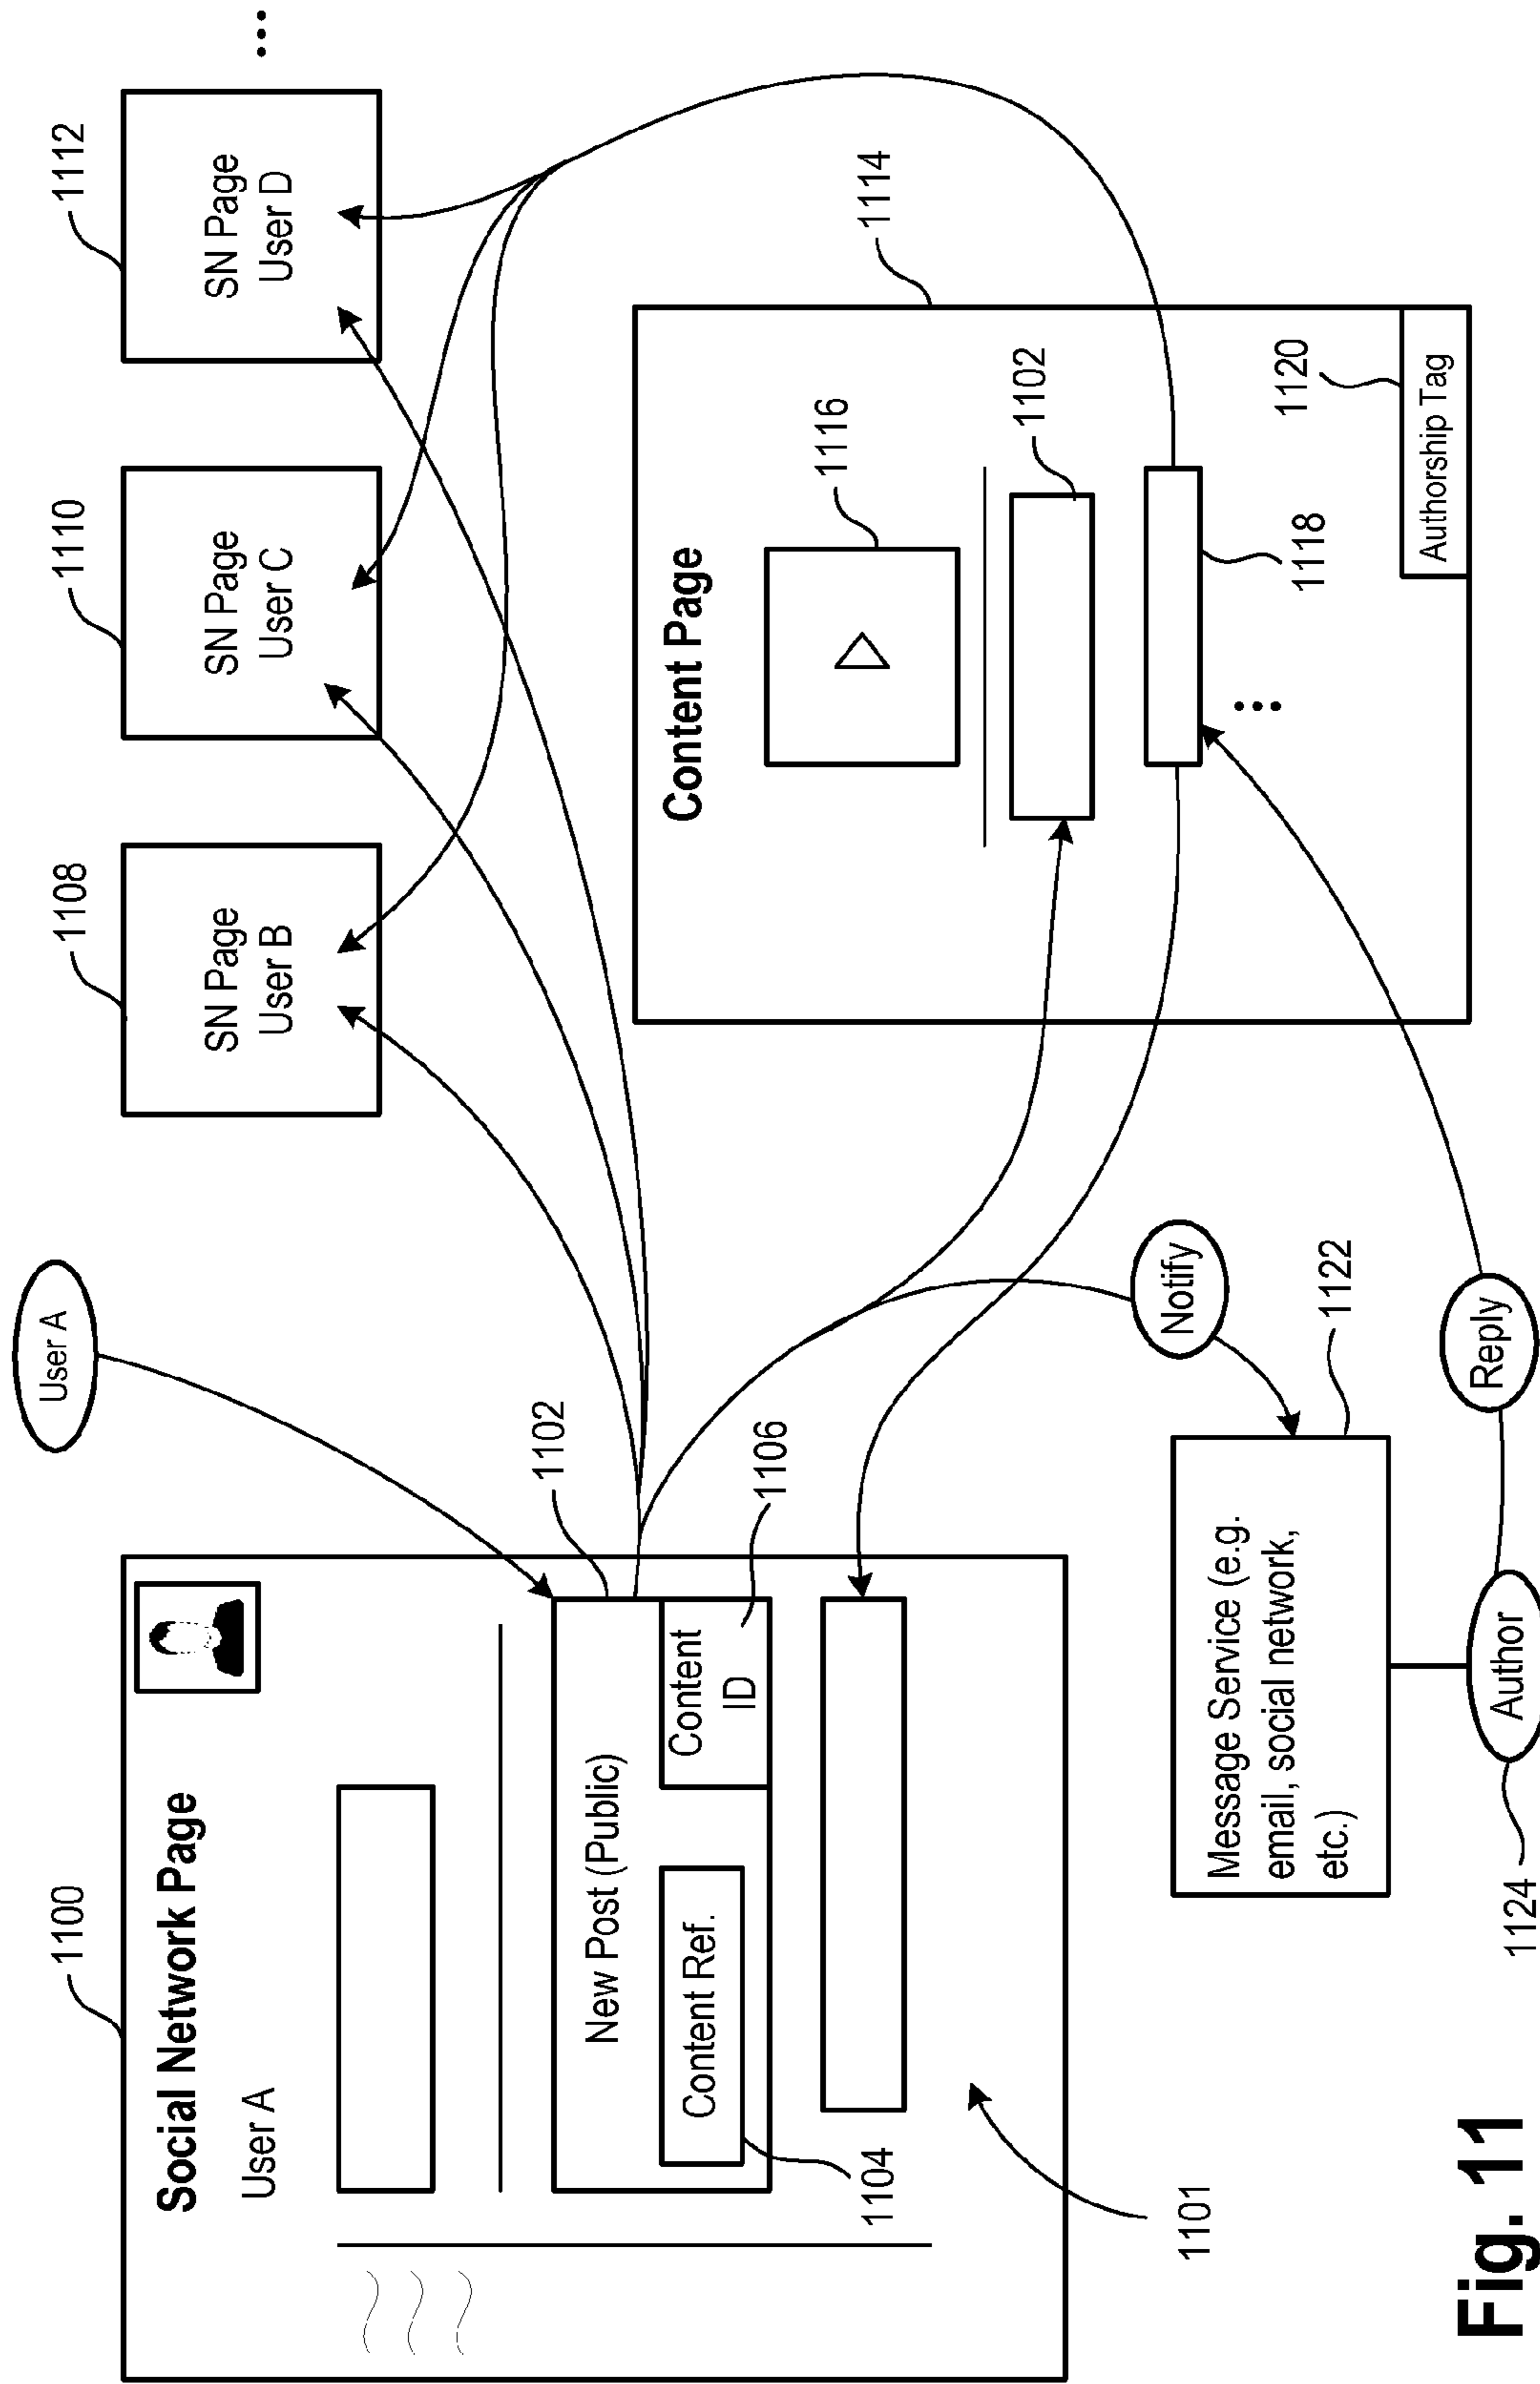 1100
Social Network Page
User A
User A
1102
New Post (Public)
Content Ref.
Content
ID
1106
1104
1101
1108
SN Page
User B
1110
SN Page
User C
1112
SN Page
User D
...
1114
Content Page
1116
1102
1118
...
1120
Authorship Tag
Notify
1122
Message Service (e.g.
email, social network,
etc.)
Author
1124
Reply
Fig. 11